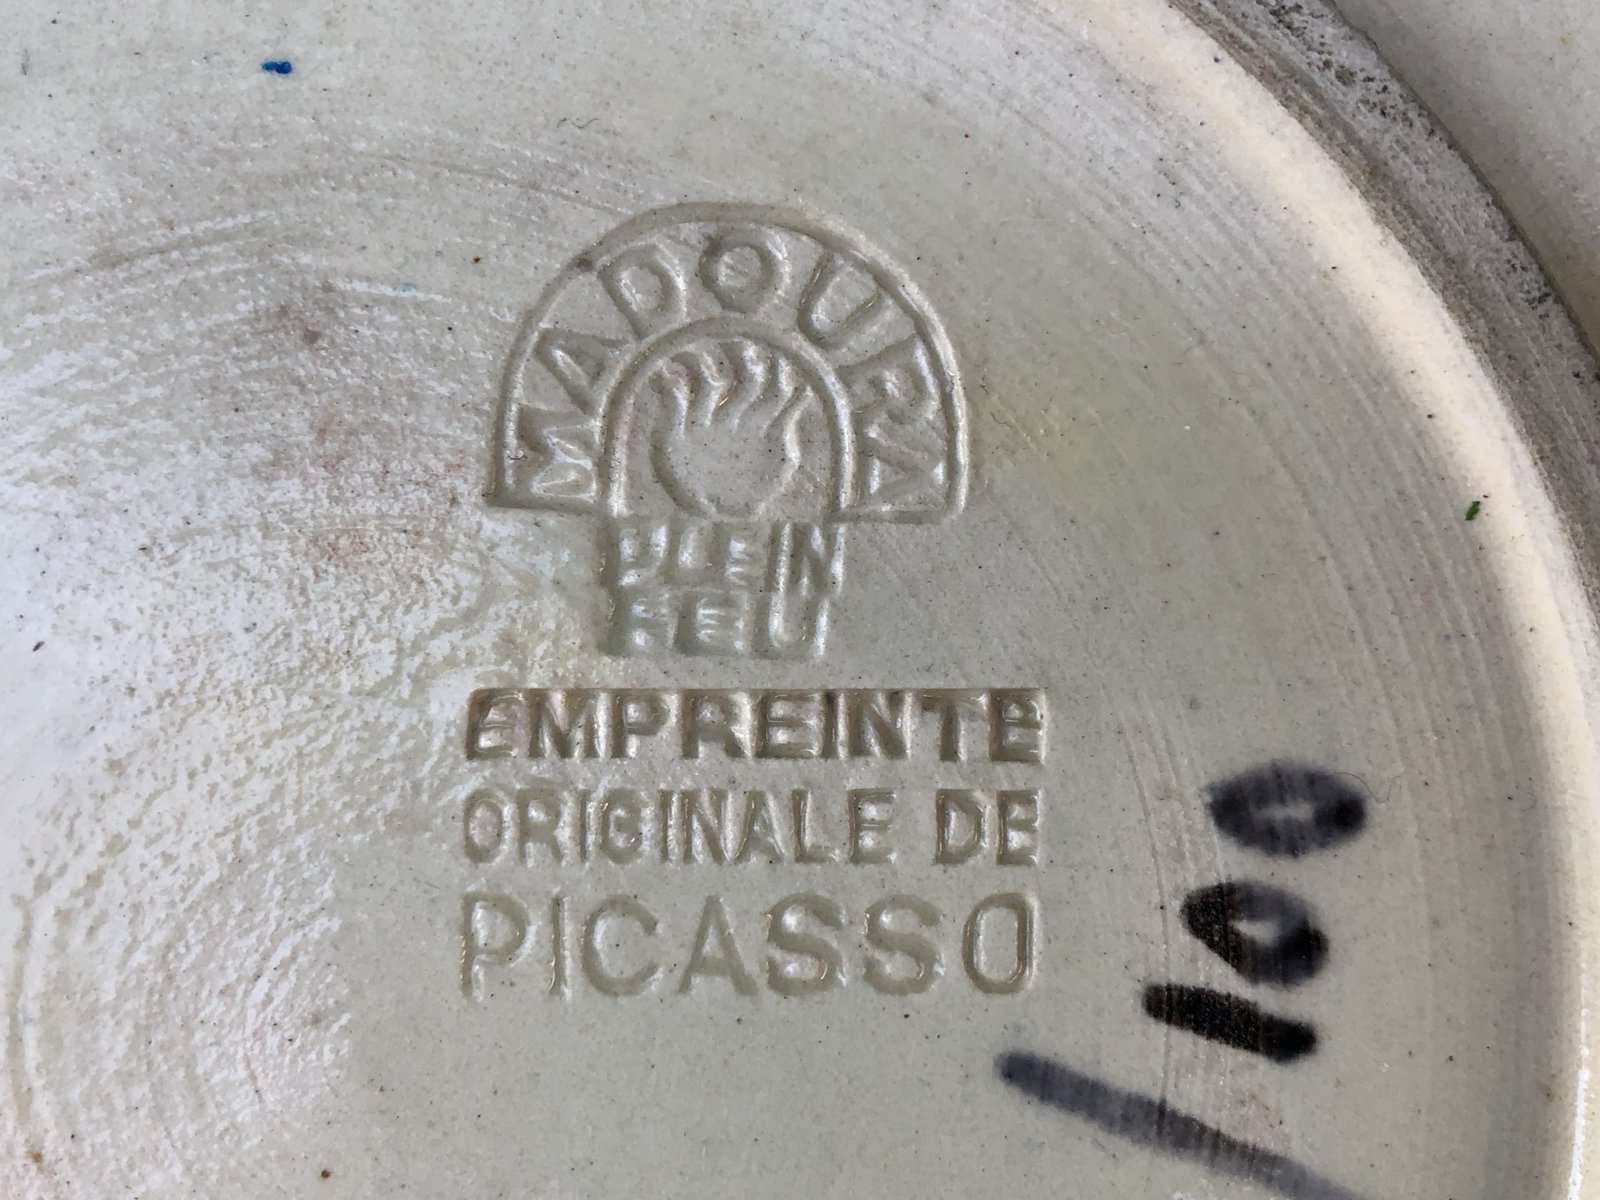 MADOURA
PLEIN
FEU
EMPREINTE
ORIGINALE DE
PICASSO
/100